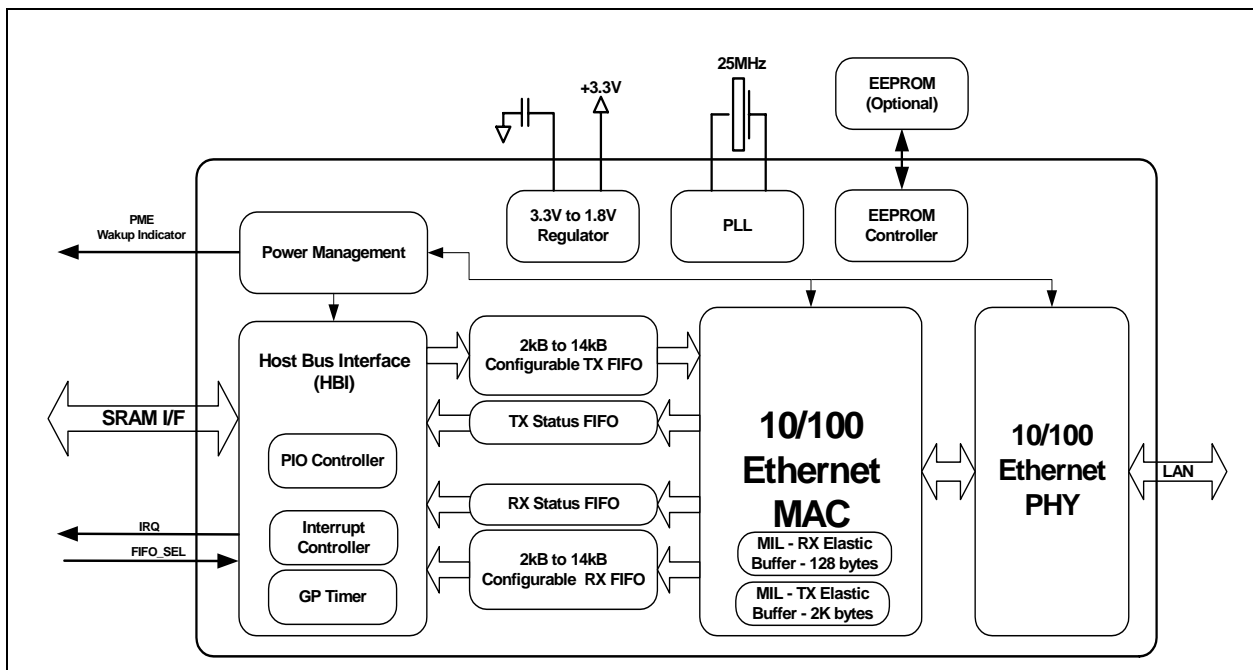 25MHz
+3.3V
EEPROM
(Optional)
3.3V to 1.8V
Regulator
PLL
EEPROM
Controller
PME
Wakup Indicator
Power Management
Host Bus Interface
(HBI)
2kB to 14kB
Configurable TX FIFO
SRAM I/F
TX Status FIFO
10/100
Ethernet
MAC
10/100
Ethernet
PHY
LAN
PIO Controller
RX Status FIFO
IRQ
FIFO_SEL
Interrupt
Controller
2kB to 14kB
Configurable RX FIFO
MIL - RX Elastic
Buffer - 128 bytes
GP Timer
MIL - TX Elastic
Buffer - 2K bytes